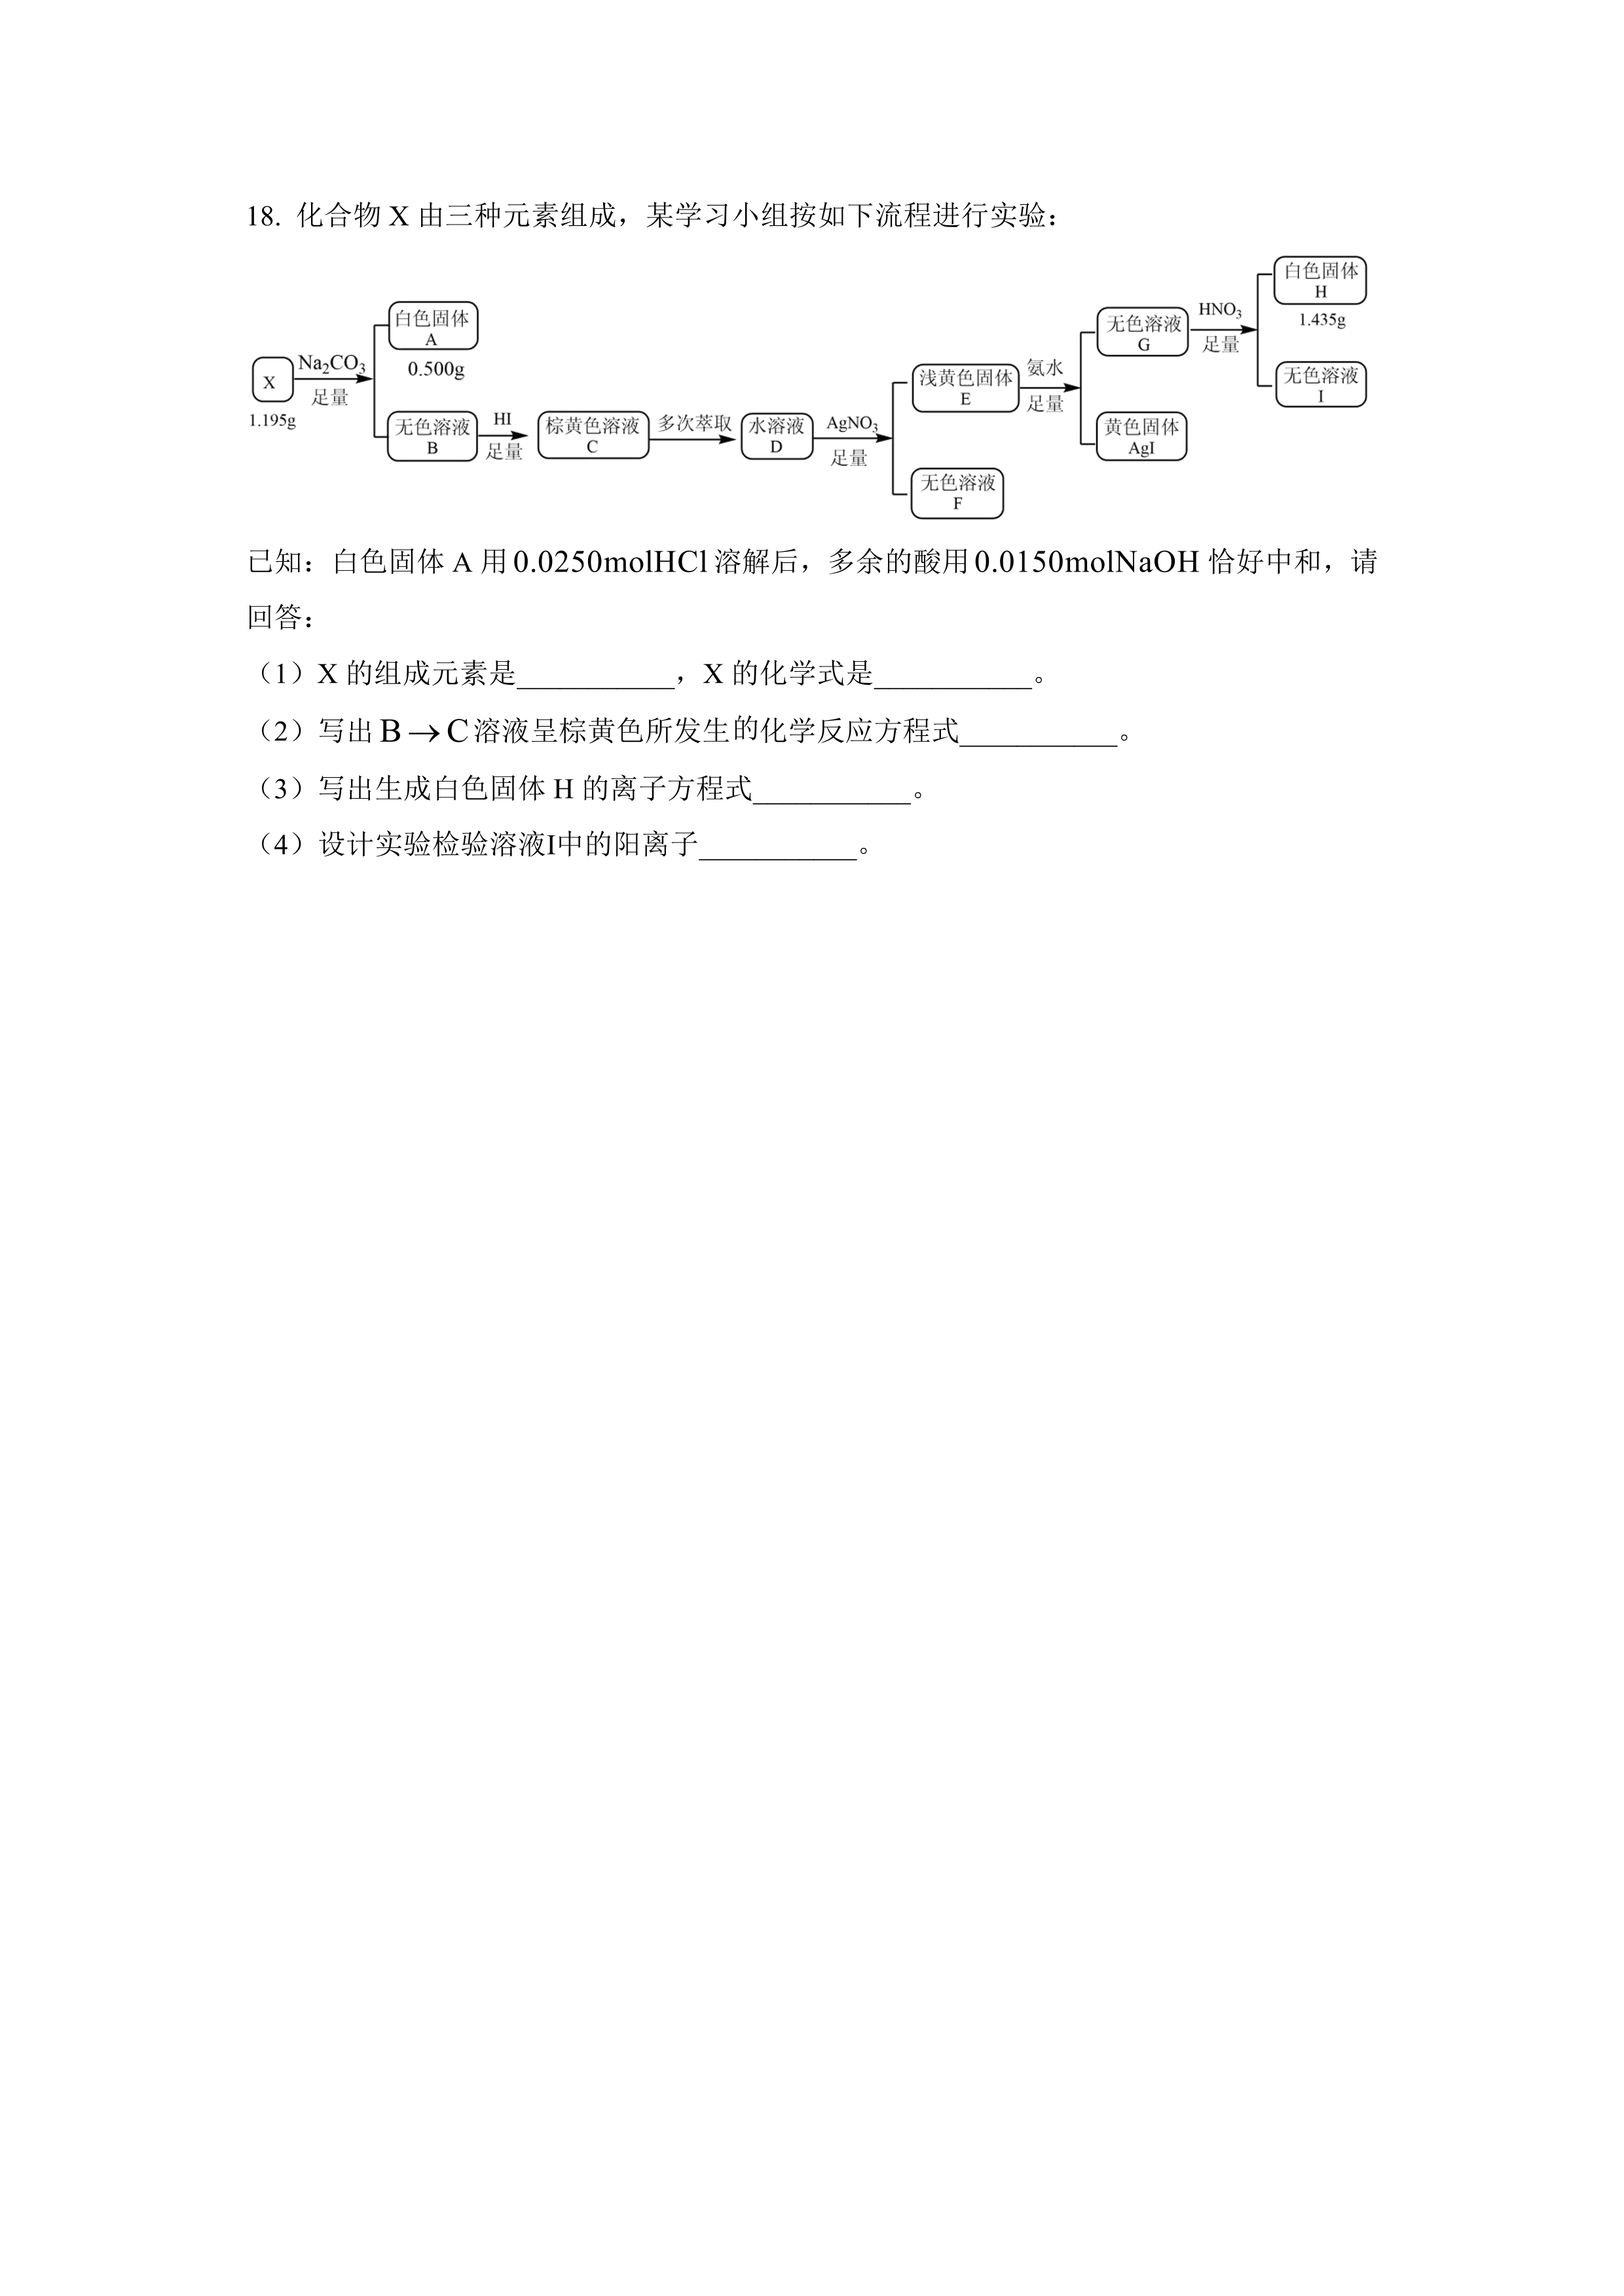 18. 化合物 X 由三种元素组成，某学习小组按如下流程进行实验：
X
1.195g
Na₂CO₃
足量
白色固体
A
0.500g
无色溶液
B
HI
足量
棕黄色溶液
C
多次萃取
水溶液
D
AgNO₃
足量
浅黄色固体
E
无色溶液
F
氨水
足量
无色溶液
G
黄色固体
AgI
HNO₃
足量
白色固体
H
1.435g
无色溶液
I
已知：白色固体 A 用 0.0250molHCl 溶解后，多余的酸用 0.0150molNaOH 恰好中和，请
回答：
（1）X 的组成元素是___________，X 的化学式是___________。
（2）写出 B→C 溶液呈棕黄色所发生的化学反应方程式___________。
（3）写出生成白色固体 H 的离子方程式___________。
（4）设计实验检验溶液I中的阳离子___________。